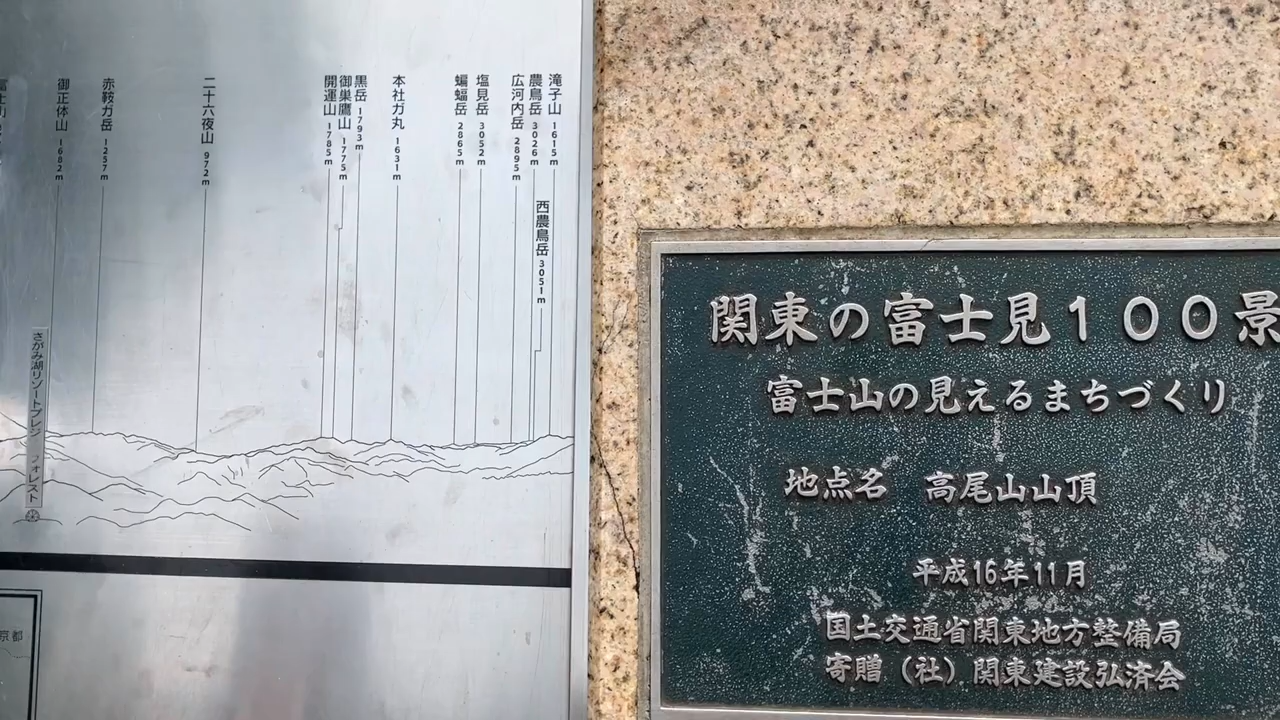 御正体山 1682m
赤鞍ガ岳 1257m
二十六夜山 972m
開運山 1785m
御巣鷹山 1775m
黒岳 1793m
本社ガ丸 1631m
蝙蝠岳 2865m
塩見岳 3052m
広河内岳 2895m
農鳥岳 3026m
滝子山 1615m
西農鳥岳 3051m
さがみ湖リゾートプレジ フォレスト
京都
関東の富士見100景
富士山の見えるまちづくり
地点名 高尾山山頂
平成16年11月
国土交通省関東地方整備局
寄贈（社）関東建設弘済会